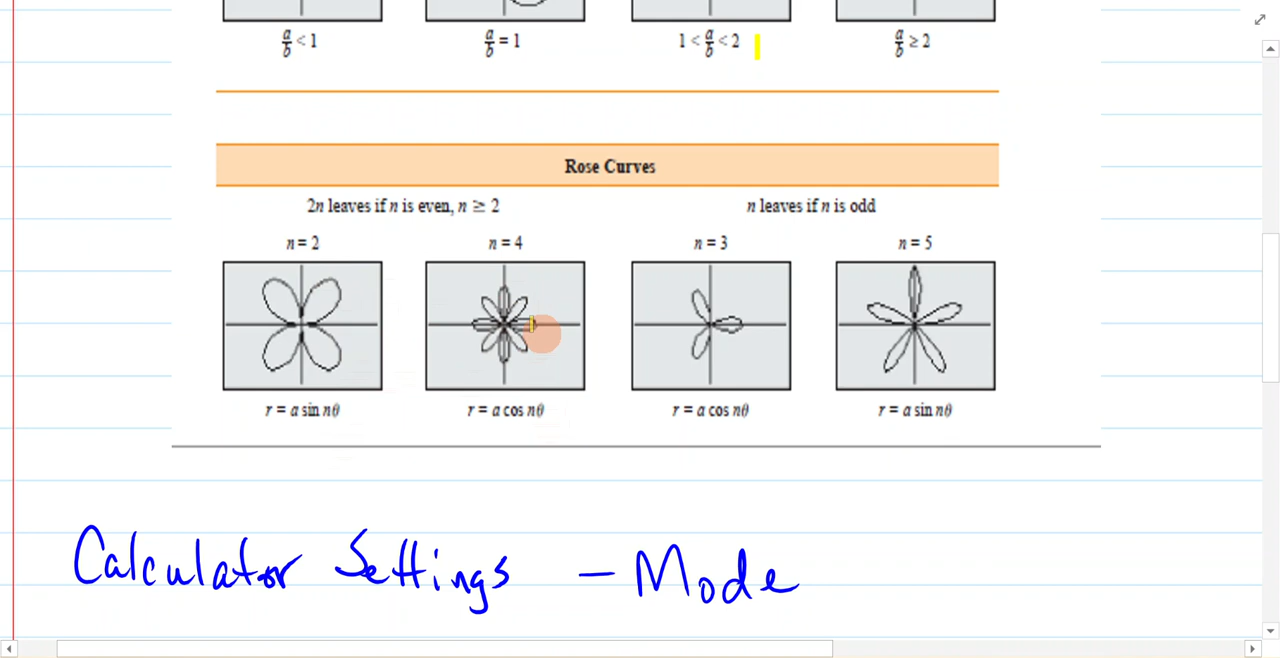 a/b < 1
a/b = 1
1 < a/b < 2
a/b ≥ 2
Rose Curves
2n leaves if n is even, n ≥ 2
n leaves if n is odd
n = 2
n = 4
n = 3
n = 5
r = a sin nθ
r = a cos nθ
r = a cos nθ
r = a sin nθ
Calculator Settings – Mode